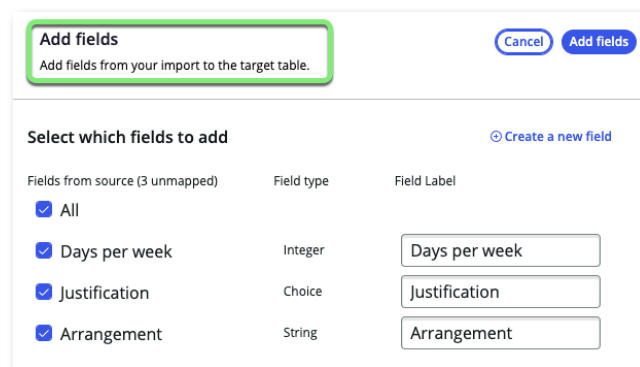 Add fields
Cancel
Add fields
Add fields from your import to the target table.
Select which fields to add
Create a new field
Fields from source (3 unmapped) Field type Field Label
All
Days per week Integer Days per week
Justification Choice Justification
Arrangement String Arrangement